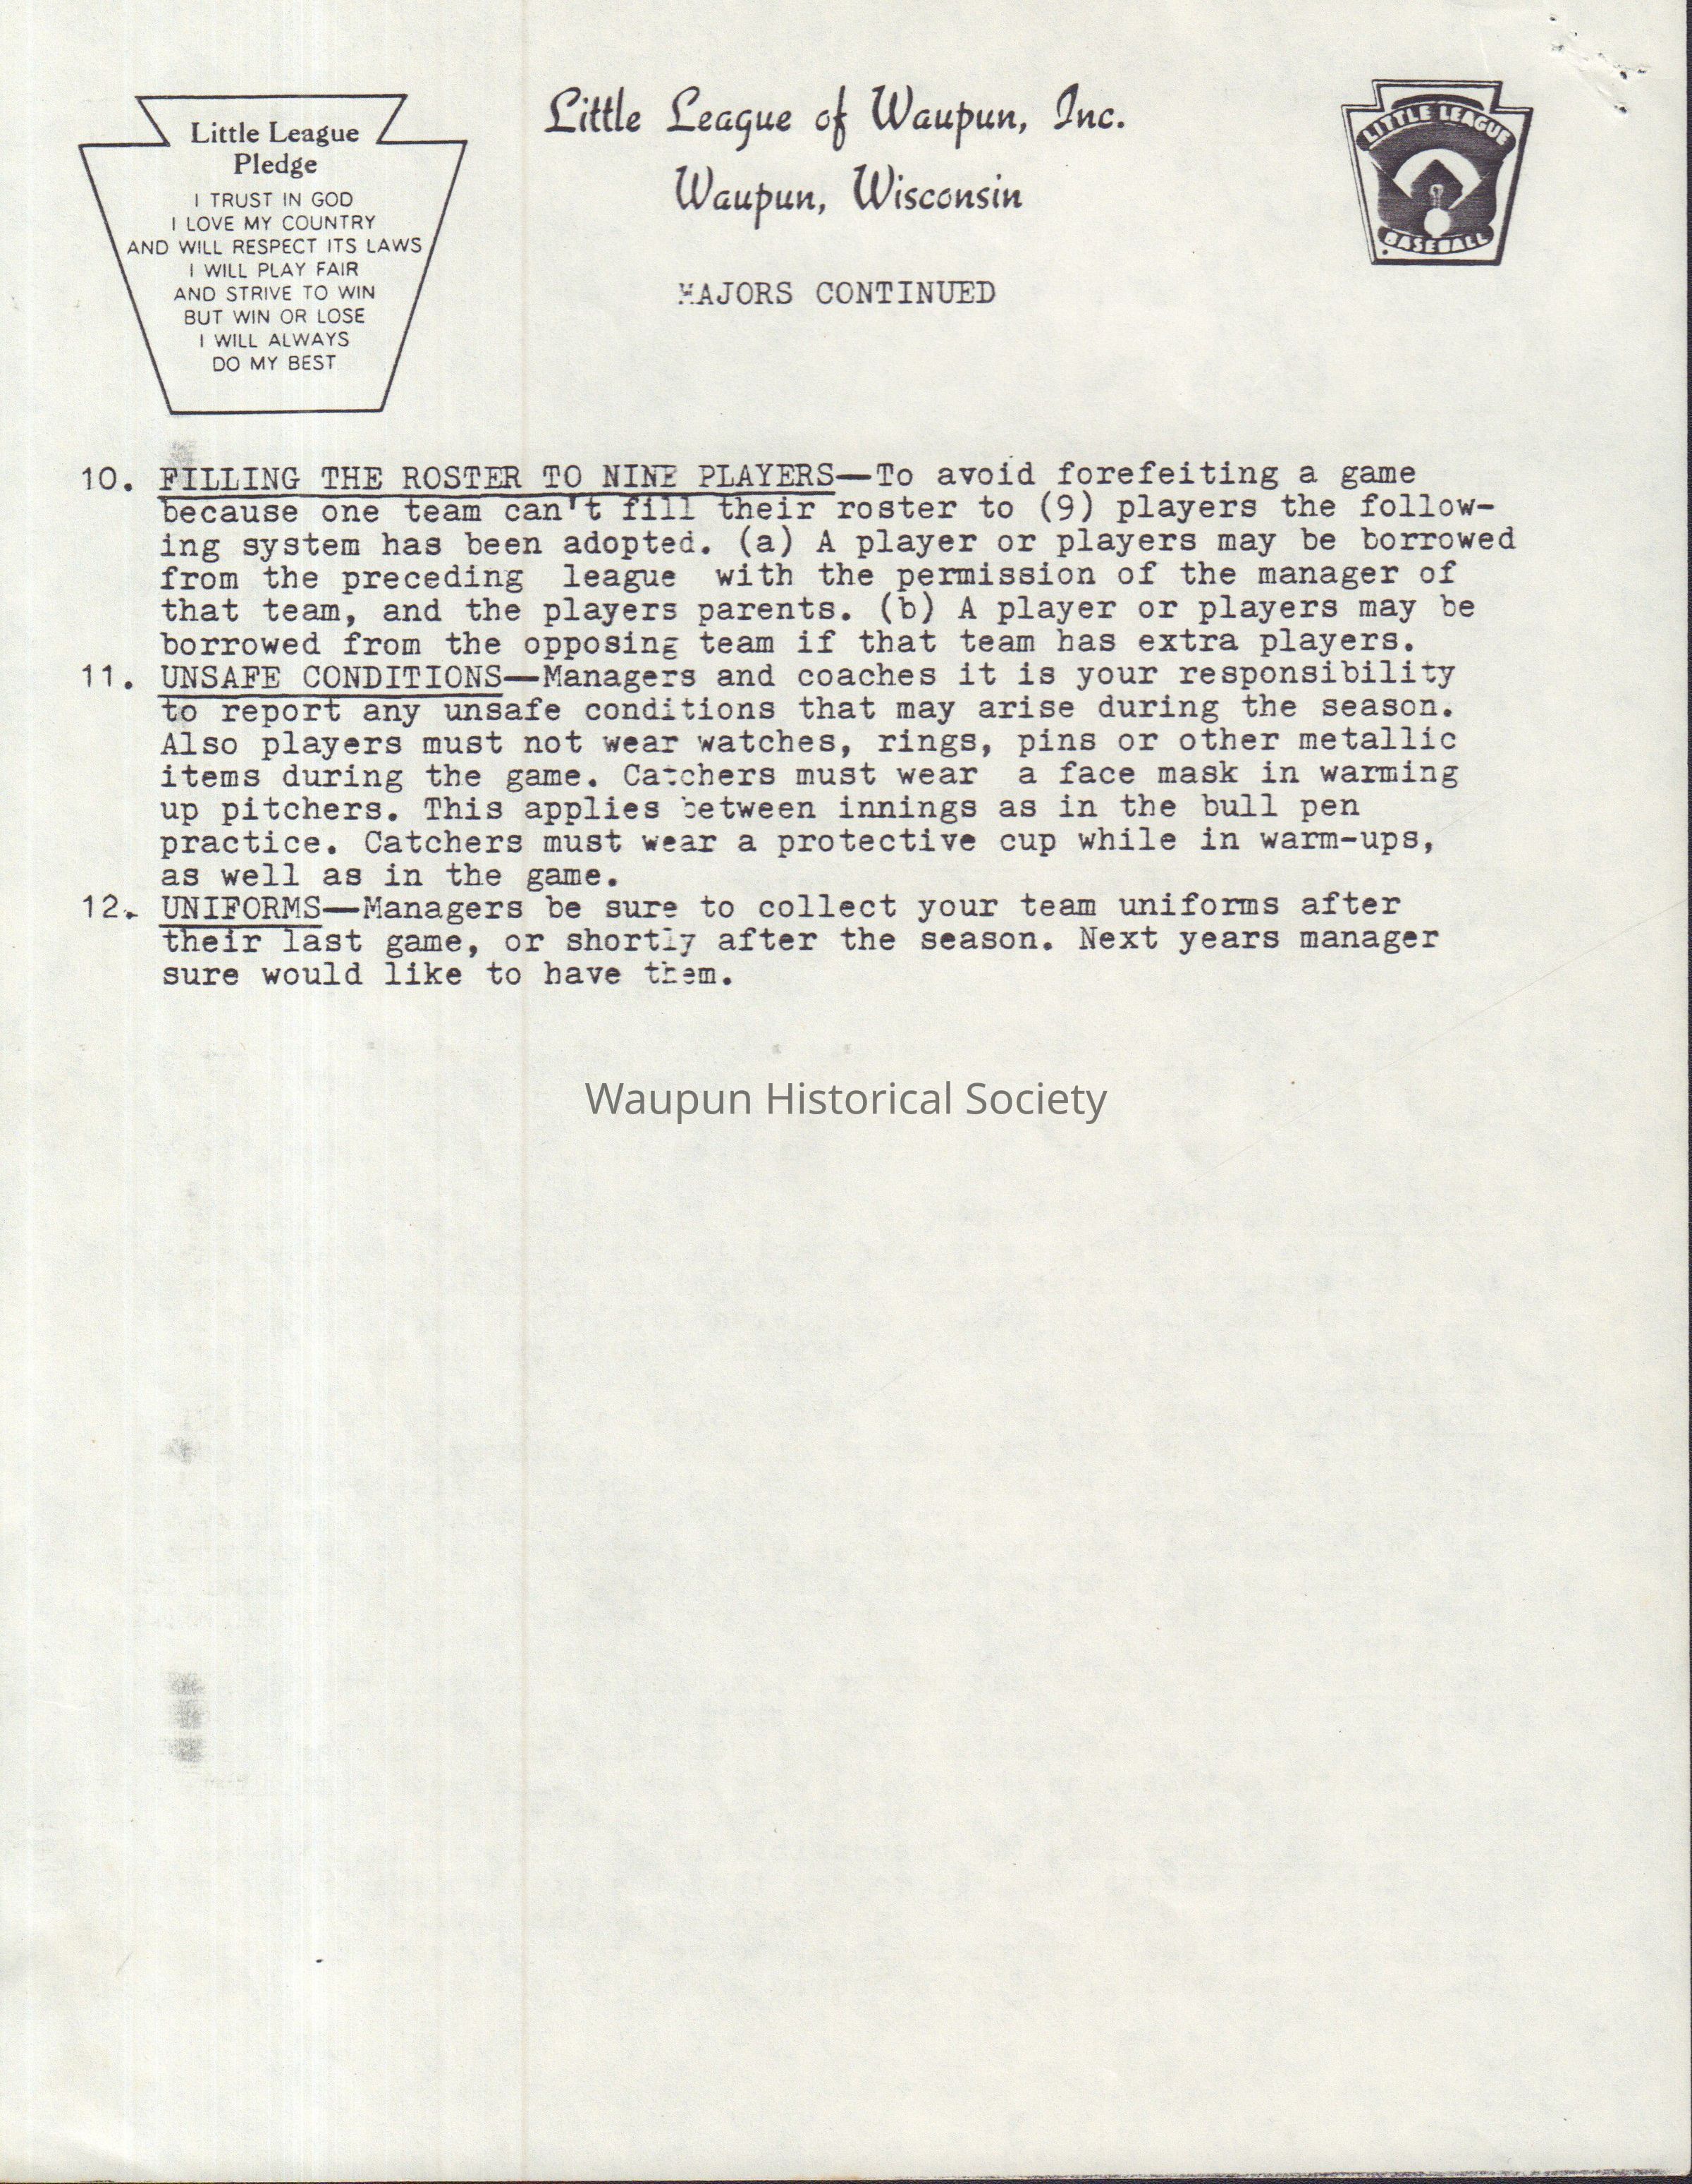 Little League
Pledge
I TRUST IN GOD
I LOVE MY COUNTRY
AND WILL RESPECT ITS LAWS
I WILL PLAY FAIR
AND STRIVE TO WIN
BUT WIN OR LOSE
I WILL ALWAYS
DO MY BEST
Little League of Waupun, Inc.
Waupun, Wisconsin
MAJORS CONTINUED
LITTLE LEAGUE
BASEBALL
10. FILLING THE ROSTER TO NINE PLAYERS—To avoid forefeiting a game
because one team can't fill their roster to (9) players the follow-
ing system has been adopted. (a) A player or players may be borrowed
from the preceding league with the permission of the manager of
that team, and the players parents. (b) A player or players may be
borrowed from the opposing team if that team has extra players.
11. UNSAFE CONDITIONS—Managers and coaches it is your responsibility
to report any unsafe conditions that may arise during the season.
Also players must not wear watches, rings, pins or other metallic
items during the game. Catchers must wear a face mask in warming
up pitchers. This applies between innings as in the bull pen
practice. Catchers must wear a protective cup while in warm-ups,
as well as in the game.
12. UNIFORMS—Managers be sure to collect your team uniforms after
their last game, or shortly after the season. Next years manager
sure would like to have them.
Waupun Historical Society